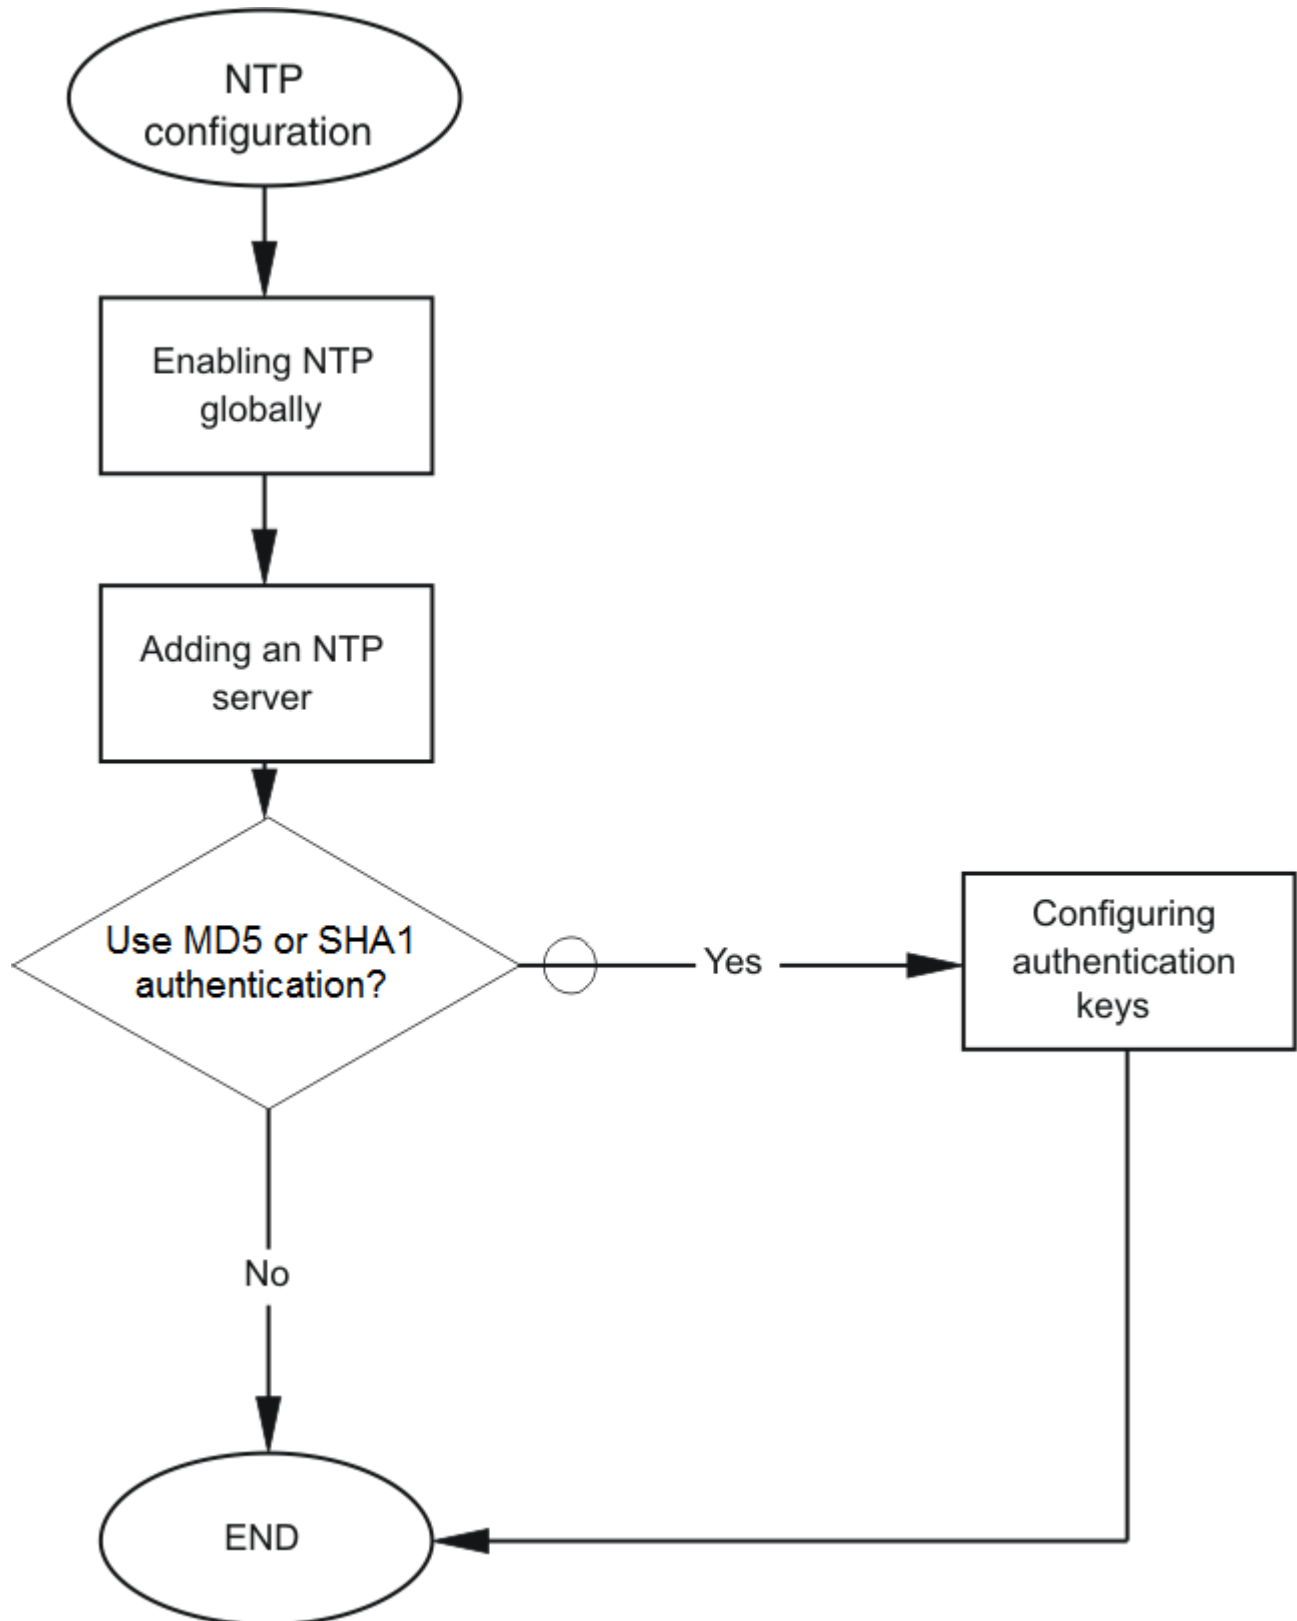 NTP
configuration
Enabling NTP
globally
Adding an NTP
server
Use MD5 or SHA1
authentication?
Yes
Configuring
authentication
keys
No
END